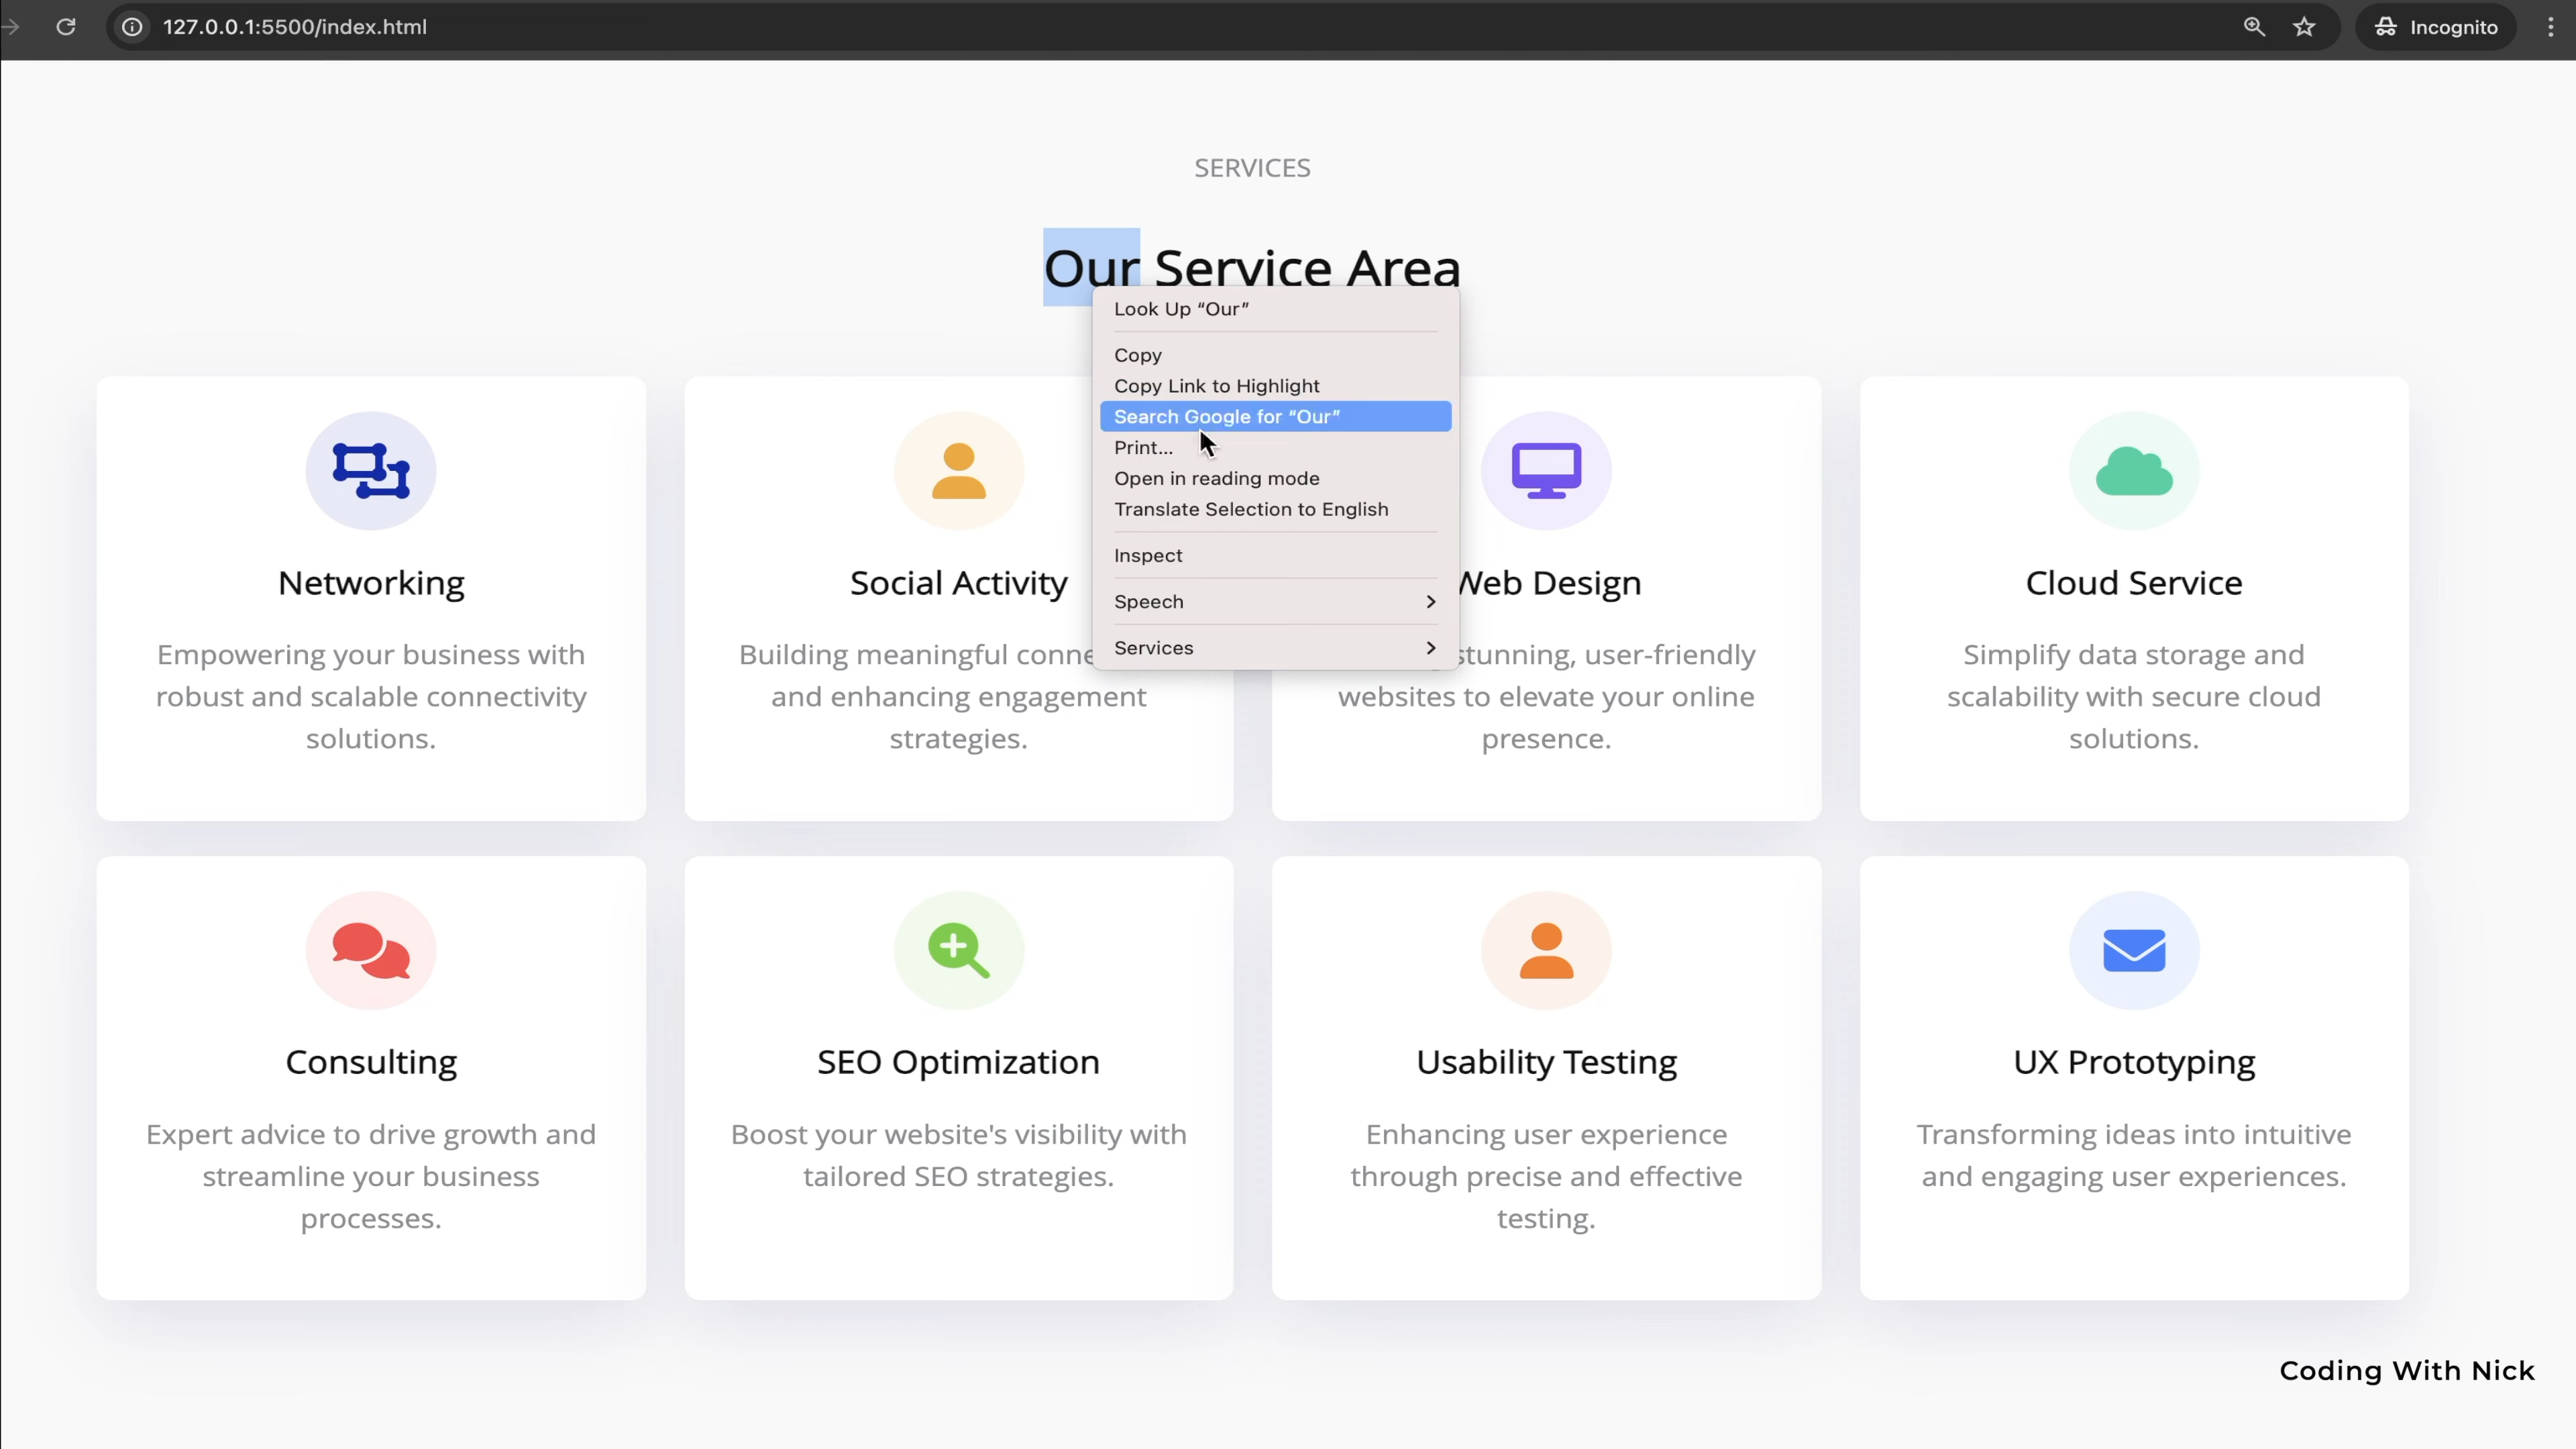 127.0.0.1:5500/index.html
Incognito
SERVICES
Our Service Area
Look Up “Our”
Copy
Copy Link to Highlight
Search Google for “Our”
Print...
Open in reading mode
Translate Selection to English
Inspect
Speech
Services
Networking
Empowering your business with
robust and scalable connectivity
solutions.
Social Activity
Building meaningful
and enhancing engagement
strategies.
Web Design
stunning, user-friendly
websites to elevate your online
presence.
Cloud Service
Simplify data storage and
scalability with secure cloud
solutions.
Consulting
Expert advice to drive growth and
streamline your business
processes.
SEO Optimization
Boost your website's visibility with
tailored SEO strategies.
Usability Testing
Enhancing user experience
through precise and effective
testing.
UX Prototyping
Transforming ideas into intuitive
and engaging user experiences.
Coding With Nick